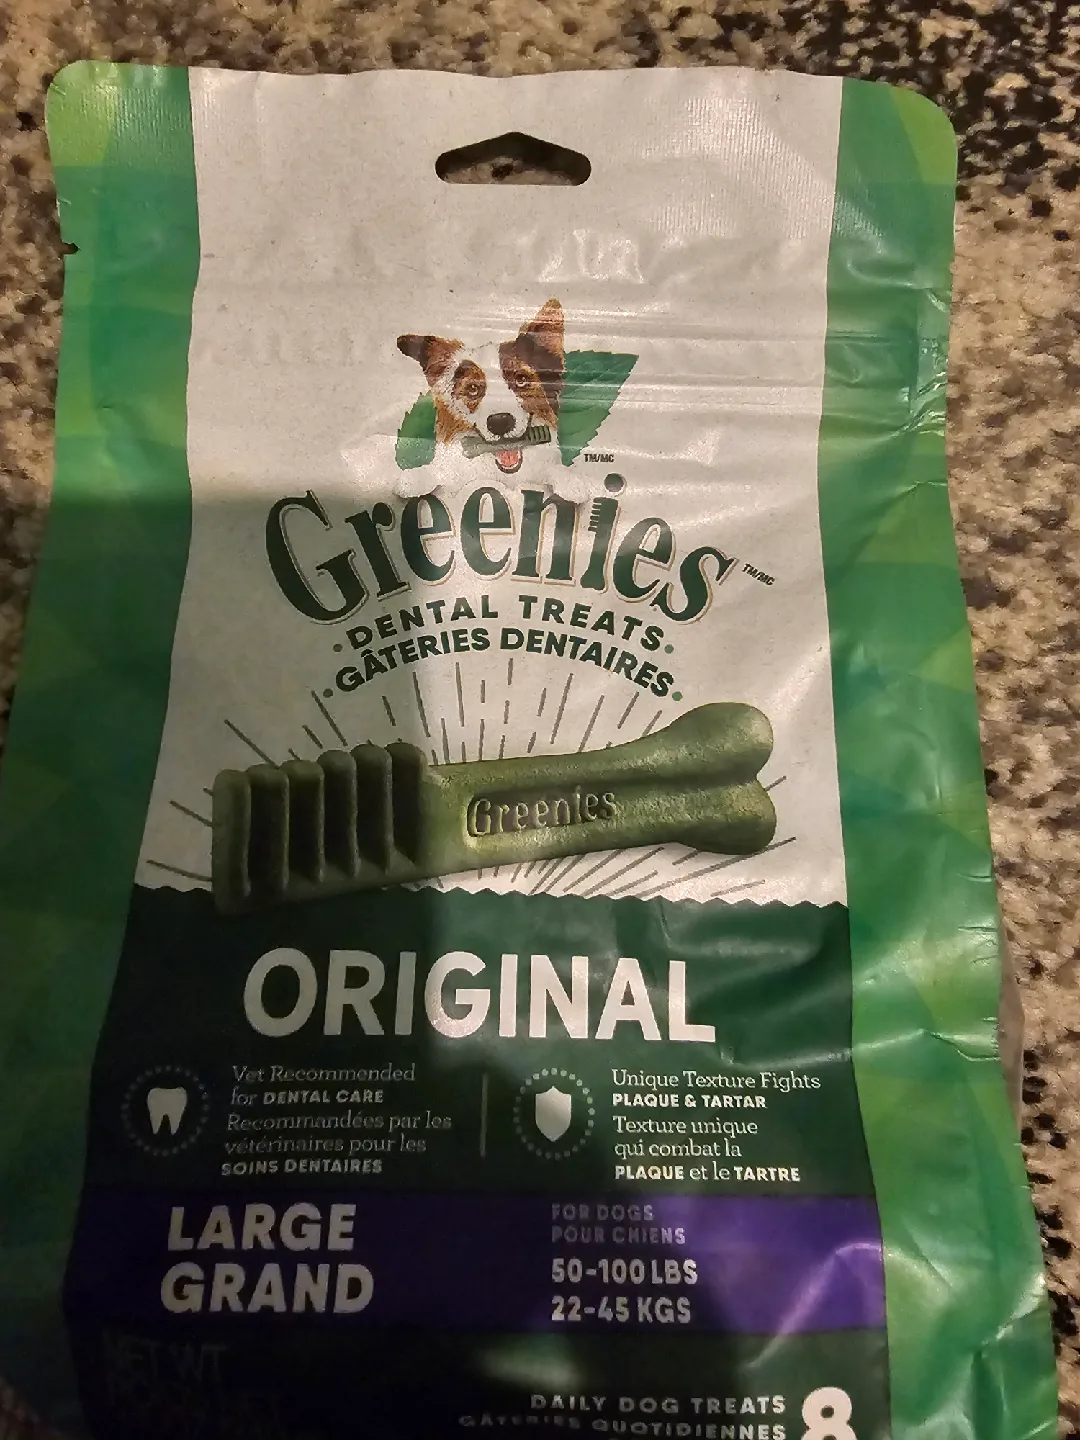 TM/MC
Greenies TM/MC
DENTAL TREATS
GÂTERIES DENTAIRES
Greenies
ORIGINAL
Vet Recommended
for DENTAL CARE
Recommandées par les
vétérinaires pour les
SOINS DENTAIRES
Unique Texture Fights
PLAQUE & TARTAR
Texture unique
qui combat la
PLAQUE et le TARTRE
LARGE
GRAND
FOR DOGS
POUR CHIENS
50-100 LBS
22-45 KGS
NET WT
DAILY DOG TREATS
GÂTERIES QUOTIDIENNES
8